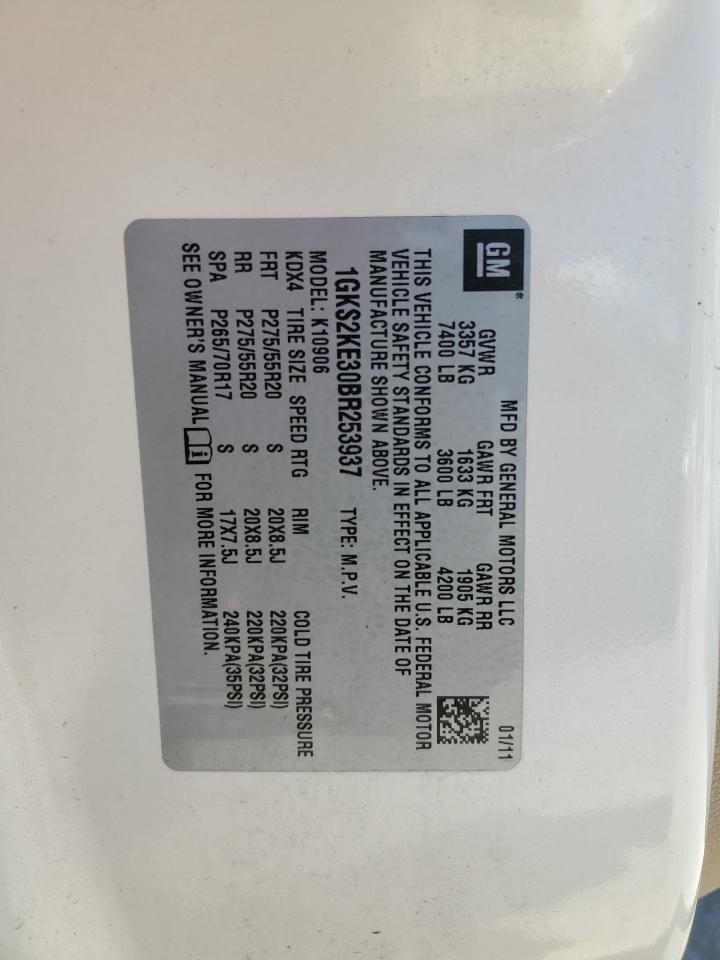 GM
MFD BY GENERAL MOTORS LLC 01/11
GVWR GAWR FRT GAWR RR
3357 KG 1633 KG 1905 KG
7400 LB 3600 LB 4200 LB
THIS VEHICLE CONFORMS TO ALL APPLICABLE U.S. FEDERAL MOTOR
VEHICLE SAFETY STANDARDS IN EFFECT ON THE DATE OF
MANUFACTURE SHOWN ABOVE.
1GKS2KE30BR253937 TYPE: M.P.V.
MODEL: K10906
KDX4 TIRE SIZE SPEED RTG RIM COLD TIRE PRESSURE
FRT P275/55R20 S 20X8.5J 220KPA(32PSI)
RR P275/55R20 S 20X8.5J 220KPA(32PSI)
SPA P265/70R17 S 17X7.5J 240KPA(35PSI)
SEE OWNER'S MANUAL i FOR MORE INFORMATION.